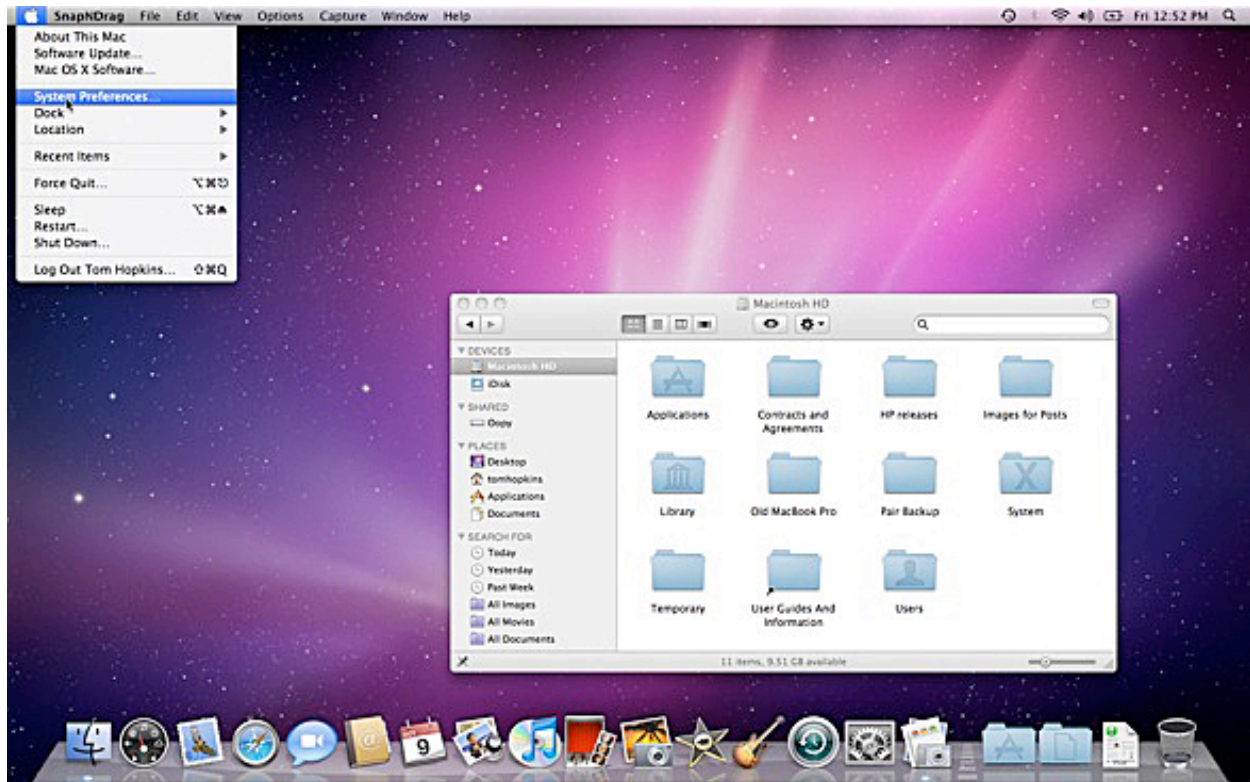 SnapNDrag File Edit View Options Capture Window Help Fri 12:52 PM
About This Mac
Software Update...
Mac OS X Software...
System Preferences...
Dock
Location
Recent Items
Force Quit...
Sleep
Restart...
Shut Down...
Log Out Tom Hopkins... ⇧⌘Q
Macintosh HD
DEVICES
Macintosh HD
iDisk
SHARED
PLACES
Desktop
tomhopkins
Applications
Documents
SEARCH FOR
Today
Yesterday
Past Week
All Images
All Movies
All Documents
Applications
Contracts and
Agreements
HP releases
Images for Posts
Library
Old MacBook Pro
Pair Backup
System
Temporary
User Guides And
Information
Users
11 items, 9.51 GB available
9